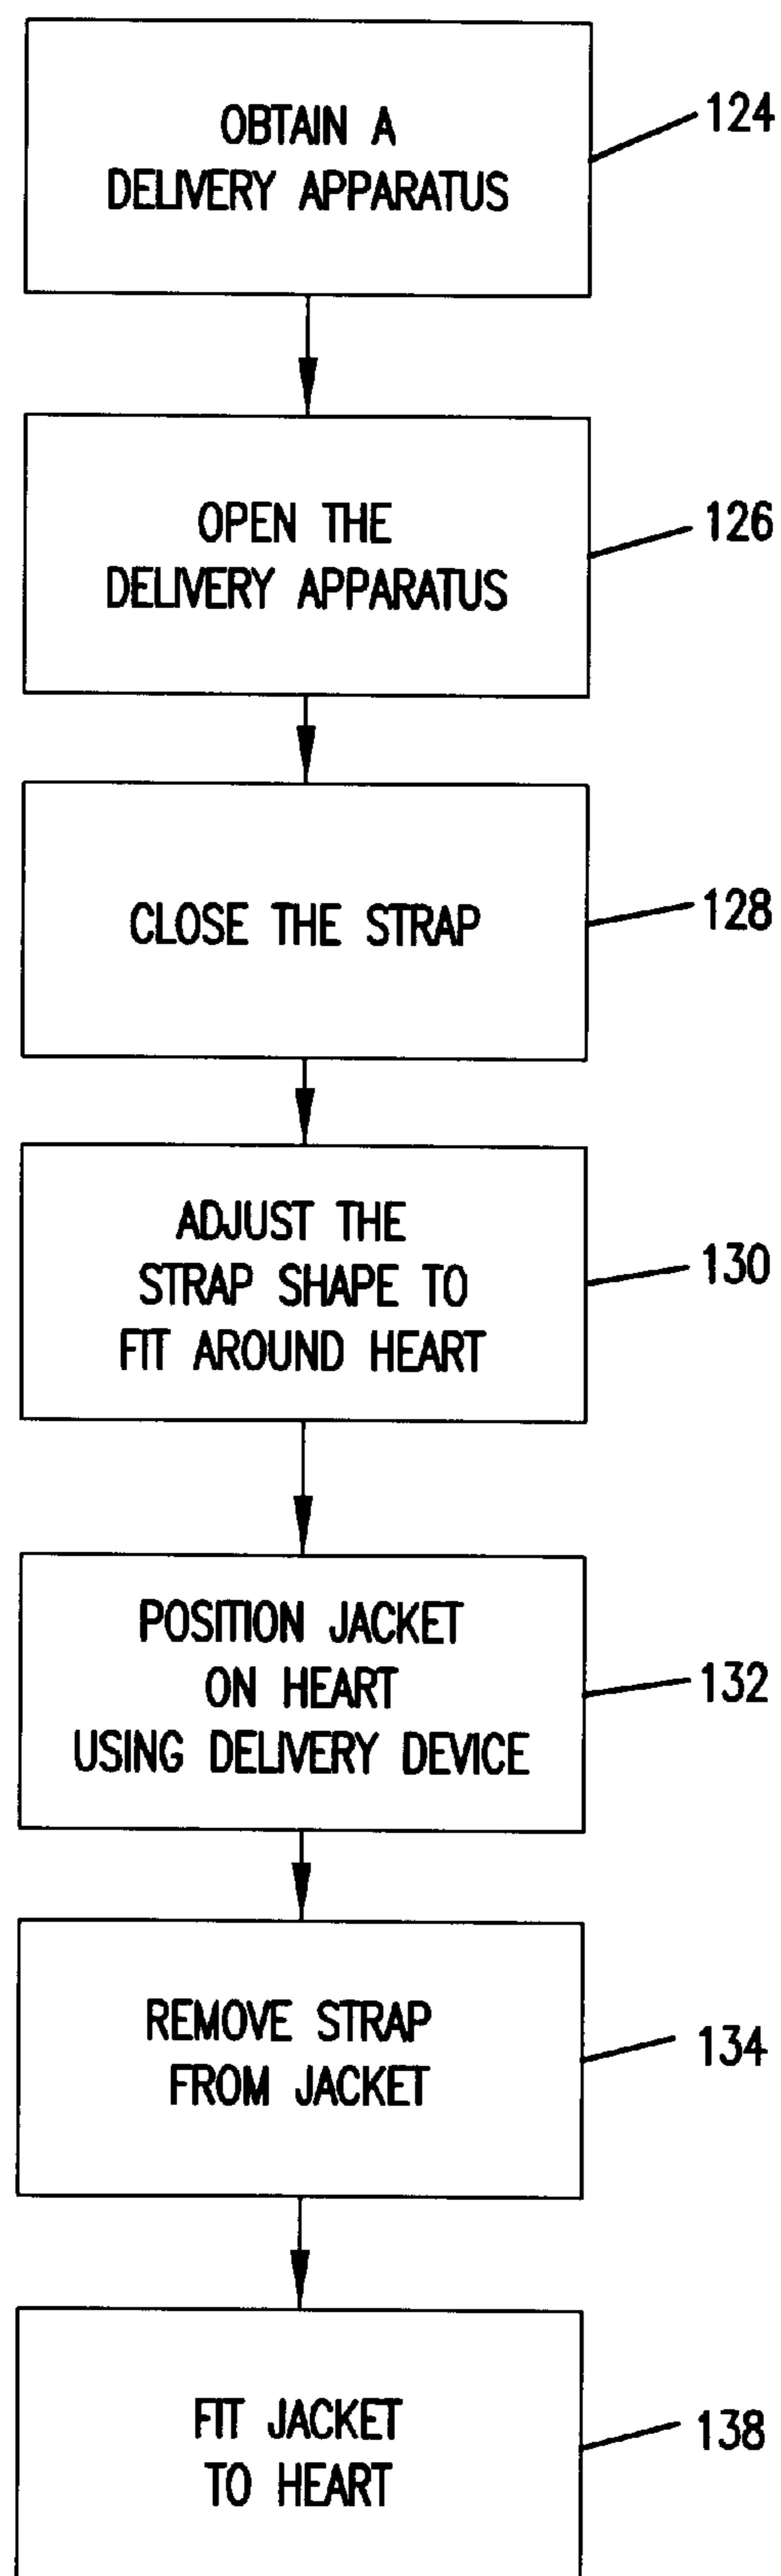 OBTAIN A
DELIVERY APPARATUS
124
OPEN THE
DELIVERY APPARATUS
126
CLOSE THE STRAP
128
ADJUST THE
STRAP SHAPE TO
FIT AROUND HEART
130
POSITION JACKET
ON HEART
USING DELIVERY DEVICE
132
REMOVE STRAP
FROM JACKET
134
FIT JACKET
TO HEART
138